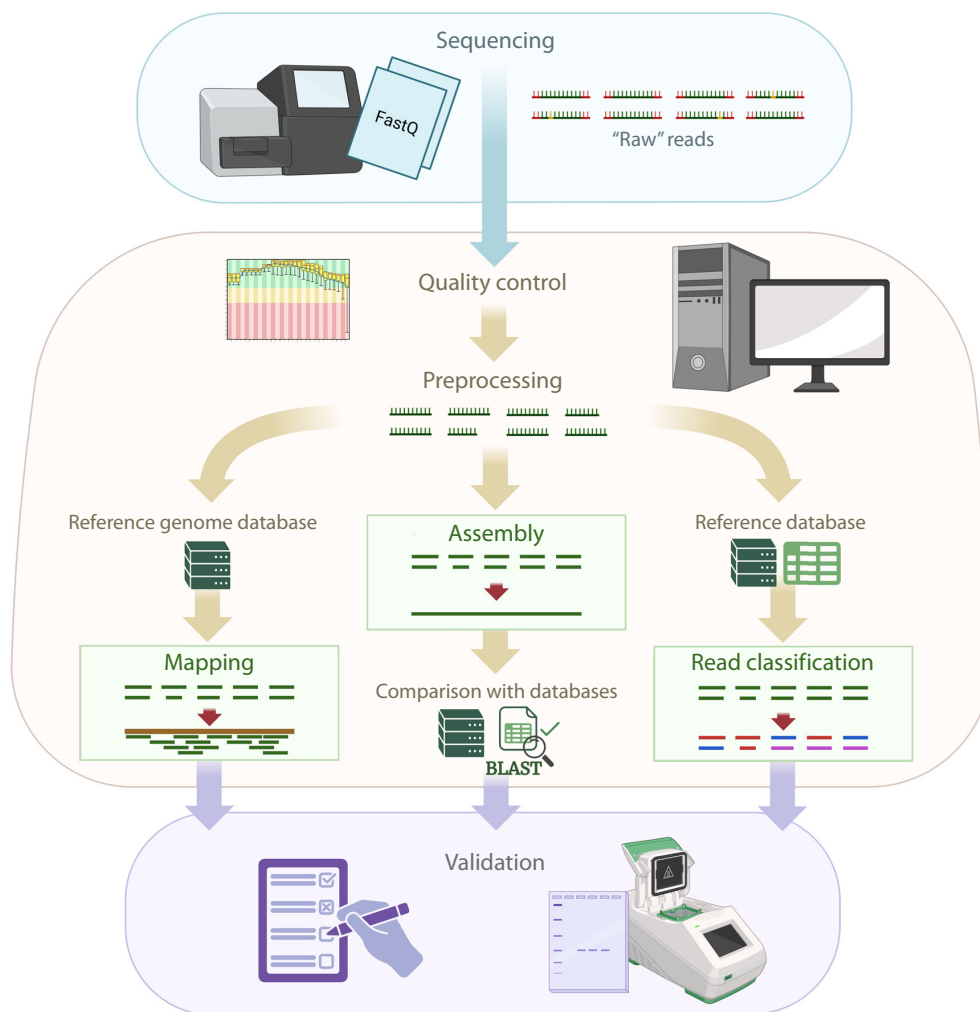 Sequencing
FastQ
“Raw” reads
Quality control
Preprocessing
Reference genome database
Assembly
Reference database
Mapping
Comparison with databases
BLAST
Read classification
Validation